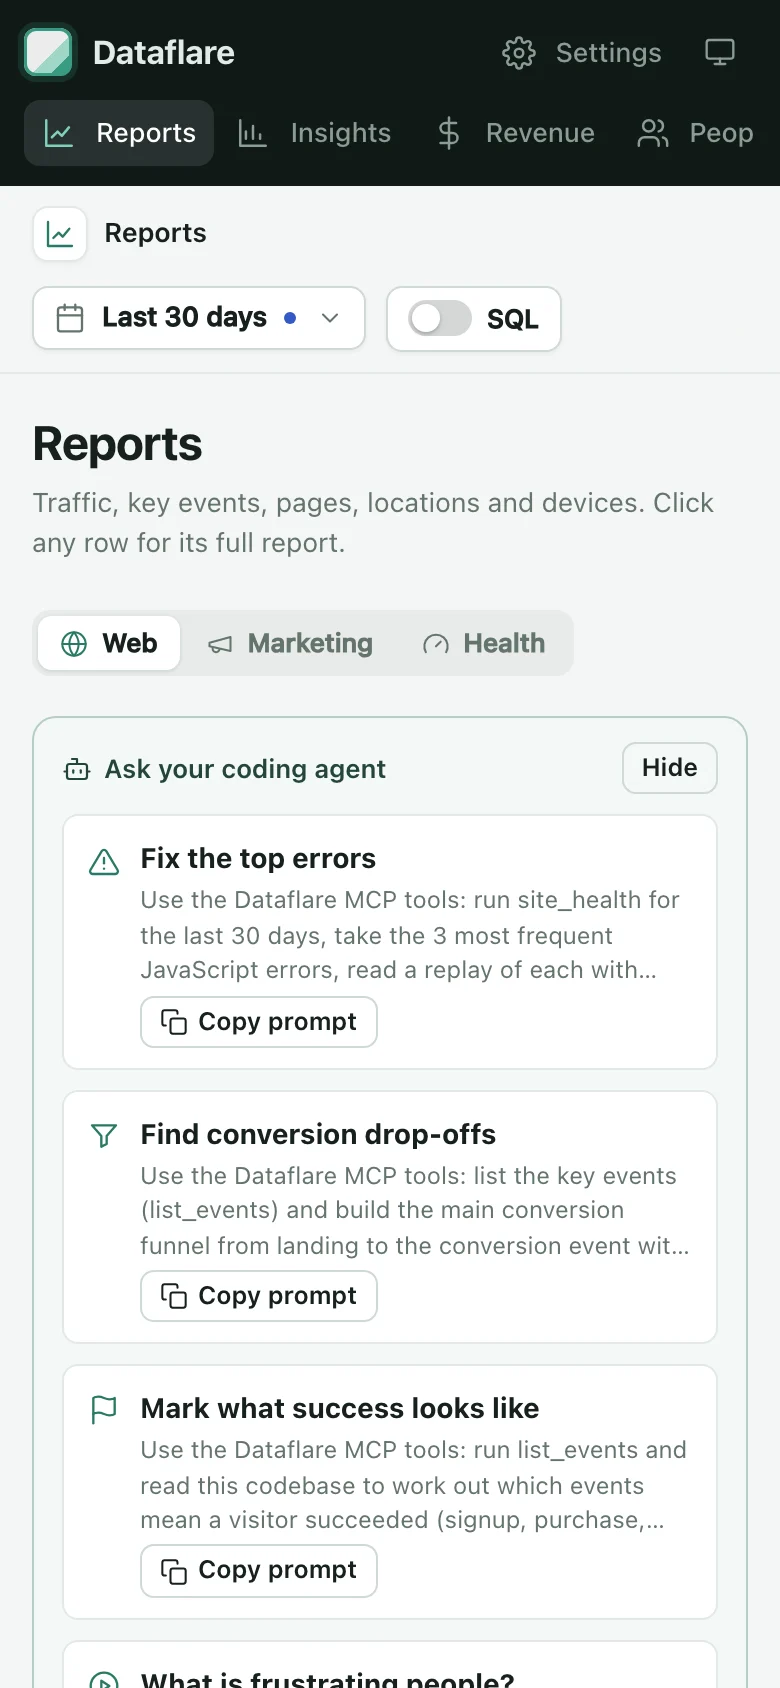 Dataflare
Settings
Reports
Insights
Revenue
Peop
Reports
Last 30 days
SQL
Reports
Traffic, key events, pages, locations and devices. Click
any row for its full report.
Web
Marketing
Health
Ask your coding agent
Hide
Fix the top errors
Use the Dataflare MCP tools: run site_health for
the last 30 days, take the 3 most frequent
JavaScript errors, read a replay of each with...
Copy prompt
Find conversion drop-offs
Use the Dataflare MCP tools: list the key events
(list_events) and build the main conversion
funnel from landing to the conversion event wit...
Copy prompt
Mark what success looks like
Use the Dataflare MCP tools: run list_events and
read this codebase to work out which events
mean a visitor succeeded (signup, purchase,...
Copy prompt
What is frustrating people?